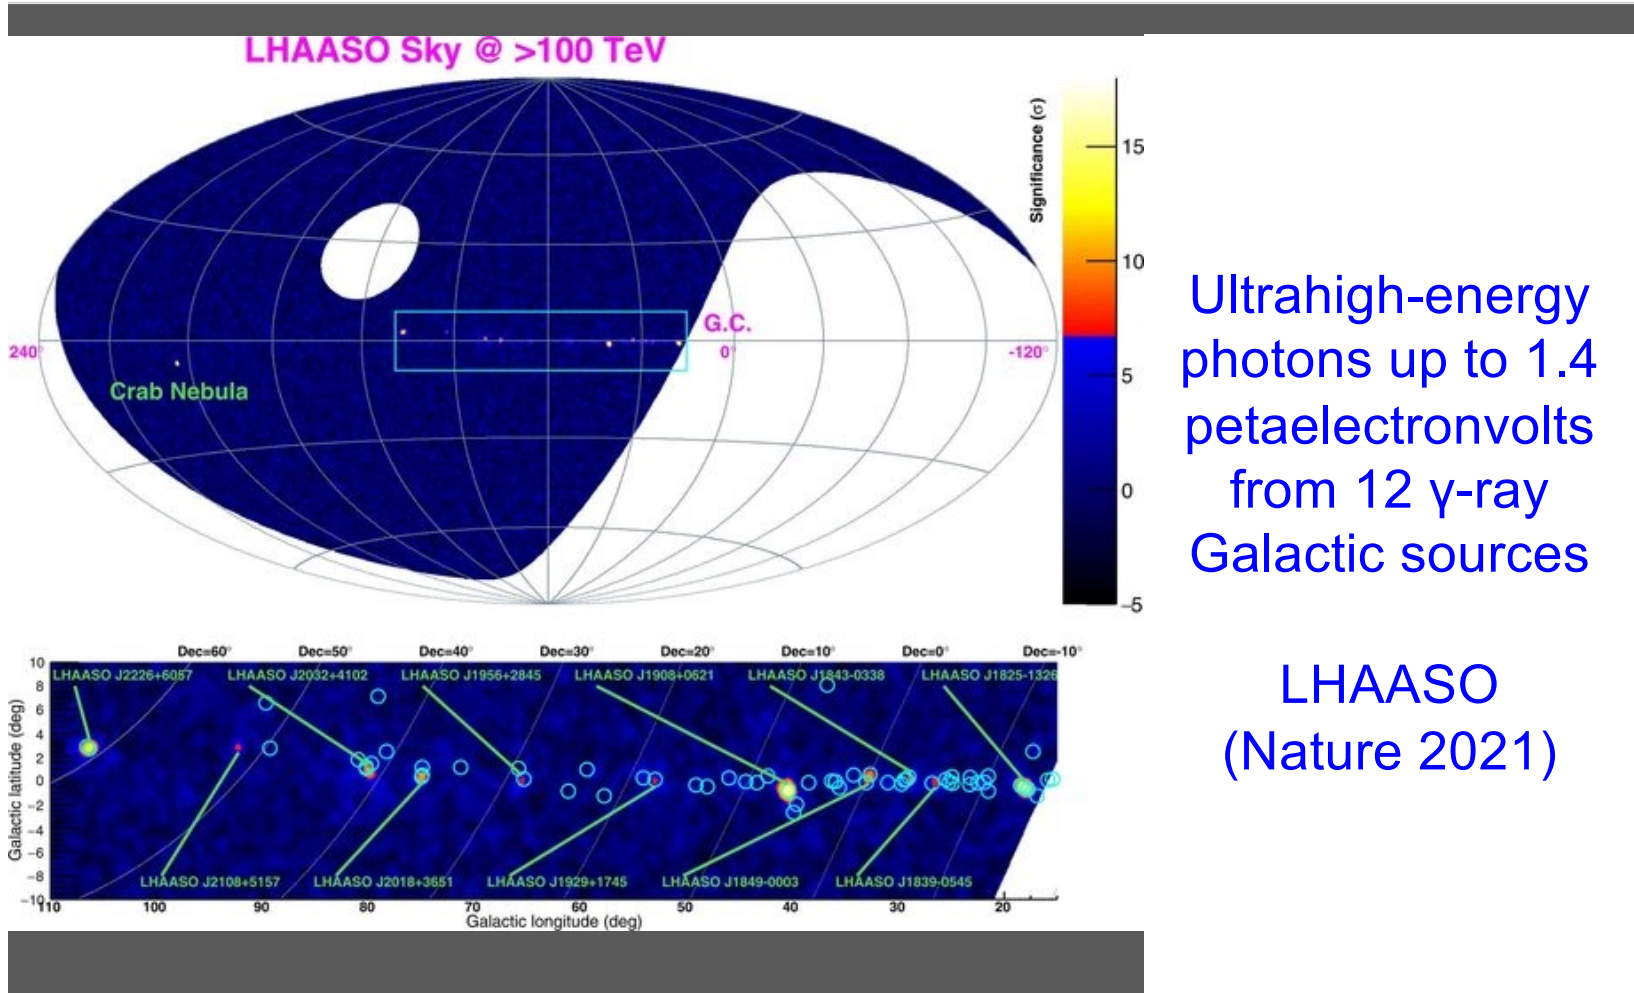 LHAASO Sky @ >100 TeV
Significance (σ)
15
10
5
0
−5
G.C.
240°
0°
-120°
Crab Nebula
Ultrahigh-energy
photons up to 1.4
petaelectronvolts
from 12 γ-ray
Galactic sources
LHAASO
(Nature 2021)
Dec=60° Dec=50° Dec=40° Dec=30° Dec=20° Dec=10° Dec=0° Dec=-10°
LHAASO J2226+6057 LHAASO J2032+4102 LHAASO J1956+2845 LHAASO J1908+0621 LHAASO J1843-0338 LHAASO J1825-1326
Galactic latitude (deg)
10
8
6
4
2
0
−2
−4
−6
−8
−10
LHAASO J2108+5157 LHAASO J2018+3651 LHAASO J1929+1745 LHAASO J1849-0003 LHAASO J1839-0545
110 100 90 80 70 60 50 40 30 20
Galactic longitude (deg)